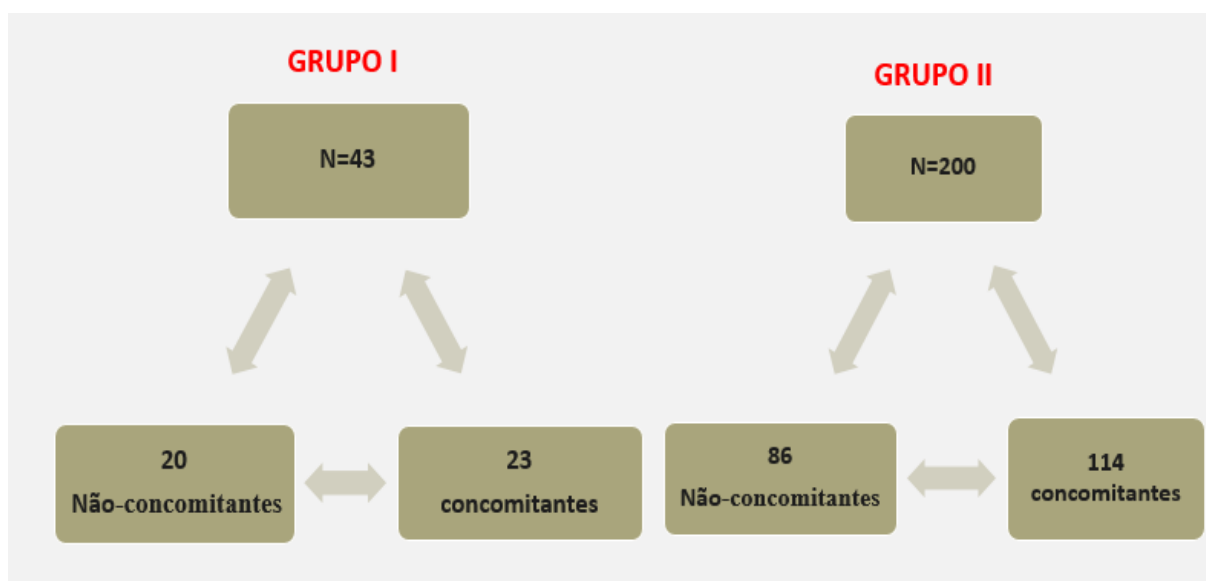 GRUPO I
N=43
20
Não-concomitantes
23
concomitantes
GRUPO II
N=200
86
Não-concomitantes
114
concomitantes